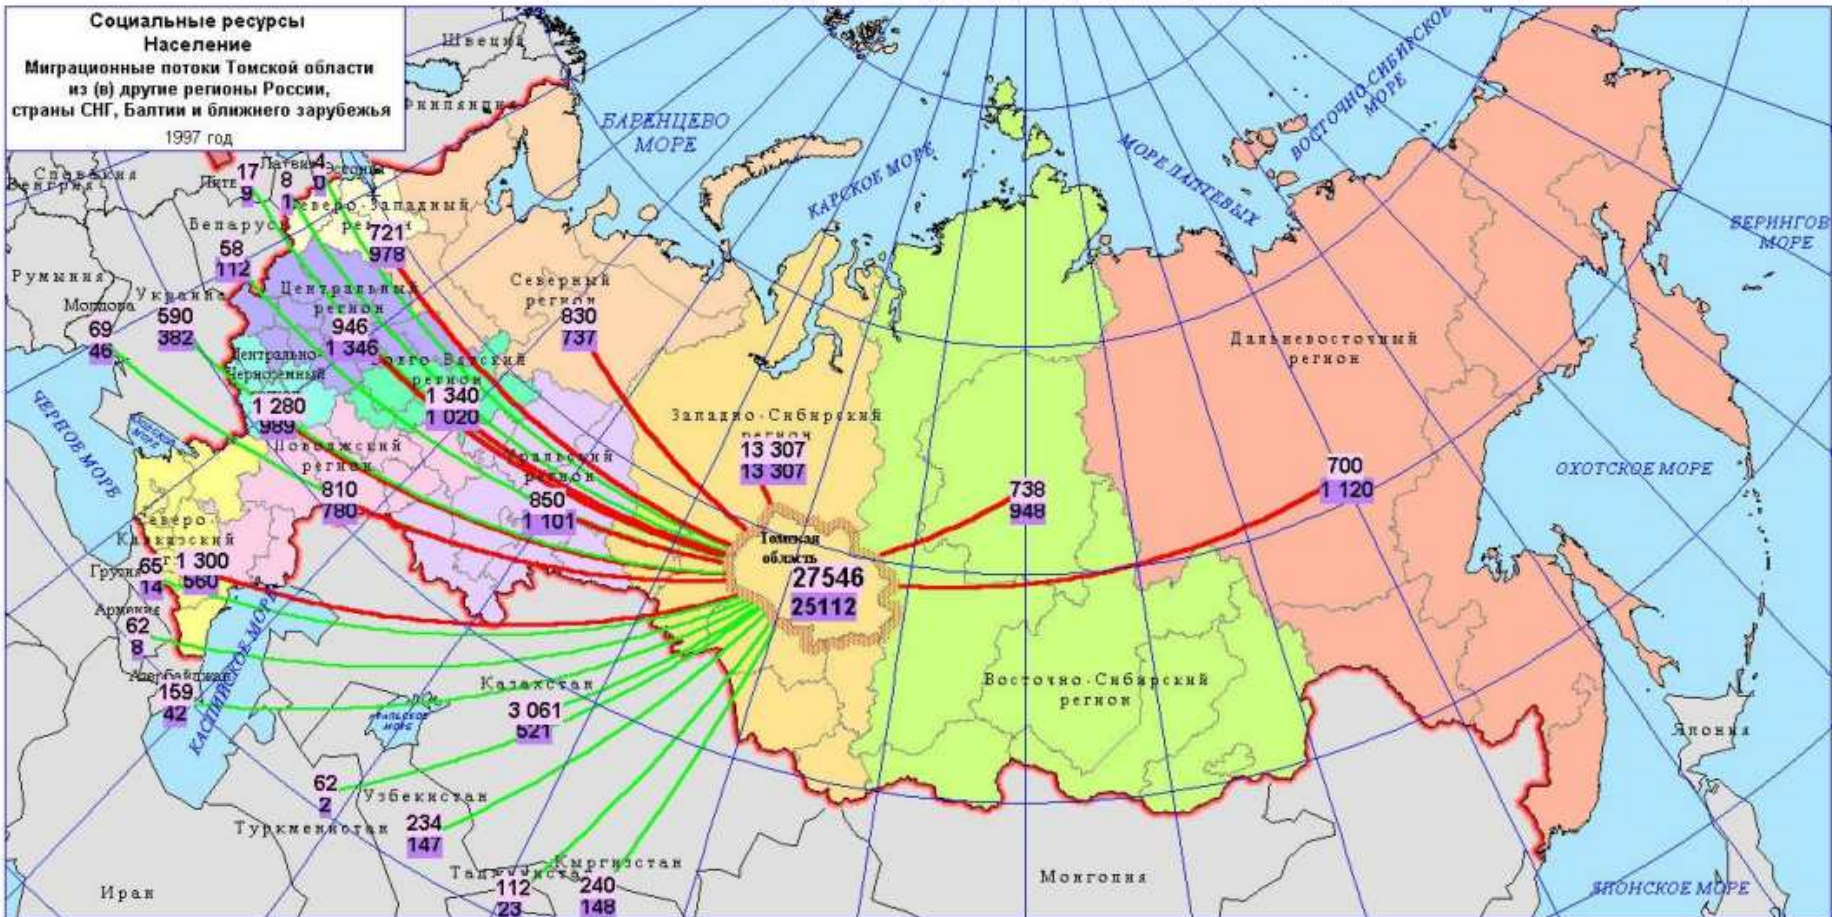 Социальные ресурсы
Население
Миграционные потоки Томской области
из (в) другие регионы России,
страны СНГ, Балтии и ближнего зарубежья
1997 год
Швеция
Финляндия
БАРЕНЦЕВО
МОРЕ
КАРСКОЕ МОРЕ
МОРЕ ЛАПТЕВЫХ
ВОСТОЧНО-СИБИРСКОЕ
МОРЕ
БЕРИНГОВО
МОРЕ
Словакия
Венгрия
Румыния
17
9
Латвия
8
1
4
0
Эстония
Северо-Западный
721
978
Беларусь
58
112
Молдова
69
46
Украина
590
382
Центральный
регион
946
1 346
Северный
регион
830
737
Волго-Вятский
регион
1 340
1 020
Центрально-
Черноземный
1 280
989
Поволжский
регион
810
780
Уральский
регион
850
1 101
Западно-Сибирский
регион
13 307
13 307
Дальневосточный
регион
700
1 120
738
948
ОХОТСКОЕ МОРЕ
ЧЕРНОЕ МОРЕ
Северо-
Кавказский
1 300
560
Грузия
65
14
Армения
62
8
Азербайджан
159
42
КАСПИЙСКОЕ МОРЕ
Томская
область
27546
25112
Казахстан
3 061
521
АРАЛЬСКОЕ
МОРЕ
Восточно-Сибирский
регион
62
2
Узбекистан
Туркменистан
234
147
Кыргызстан
240
148
112
23
Иран
Монголия
Япония
ЯПОНСКОЕ МОРЕ